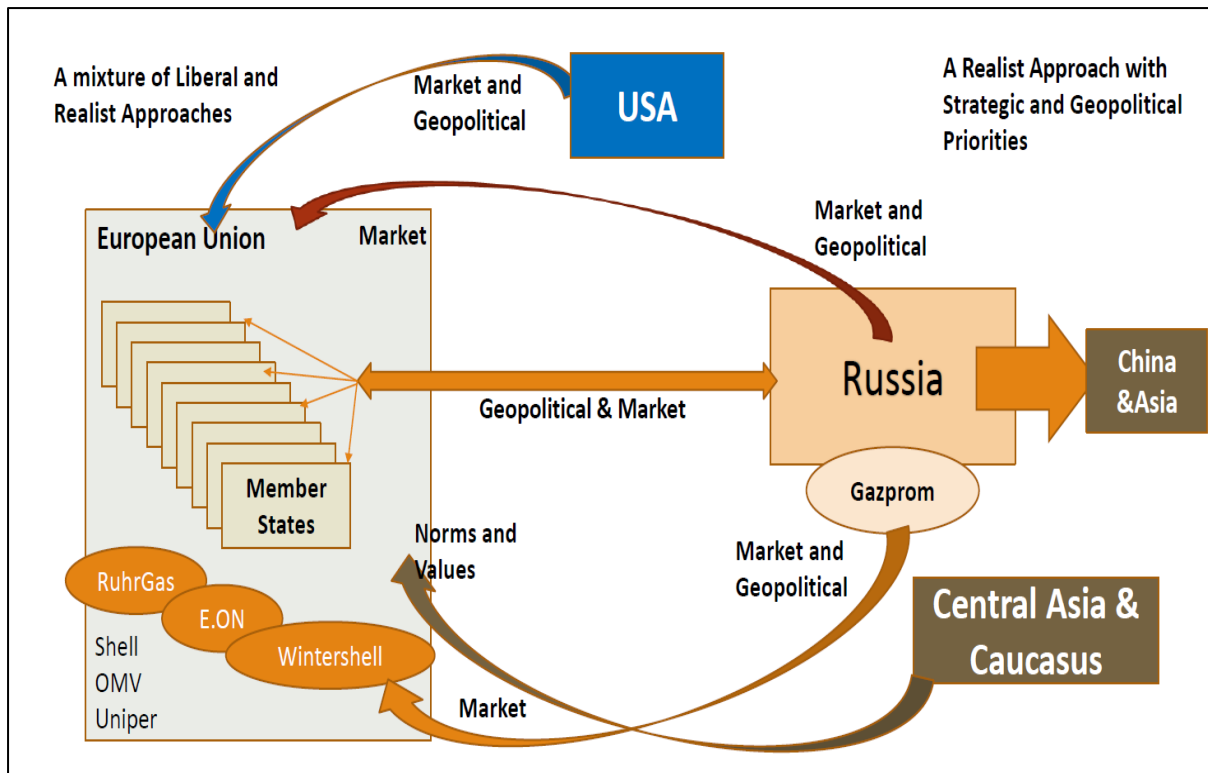 A mixture of Liberal and
Realist Approaches
Market and
Geopolitical
USA
A Realist Approach with
Strategic and Geopolitical
Priorities
European Union
Market
Market and
Geopolitical
Geopolitical & Market
Russia
China
&Asia
Member
States
Gazprom
Norms and
Values
Market and
Geopolitical
RuhrGas
E.ON
Wintershell
Shell
OMV
Uniper
Market
Central Asia &
Caucasus